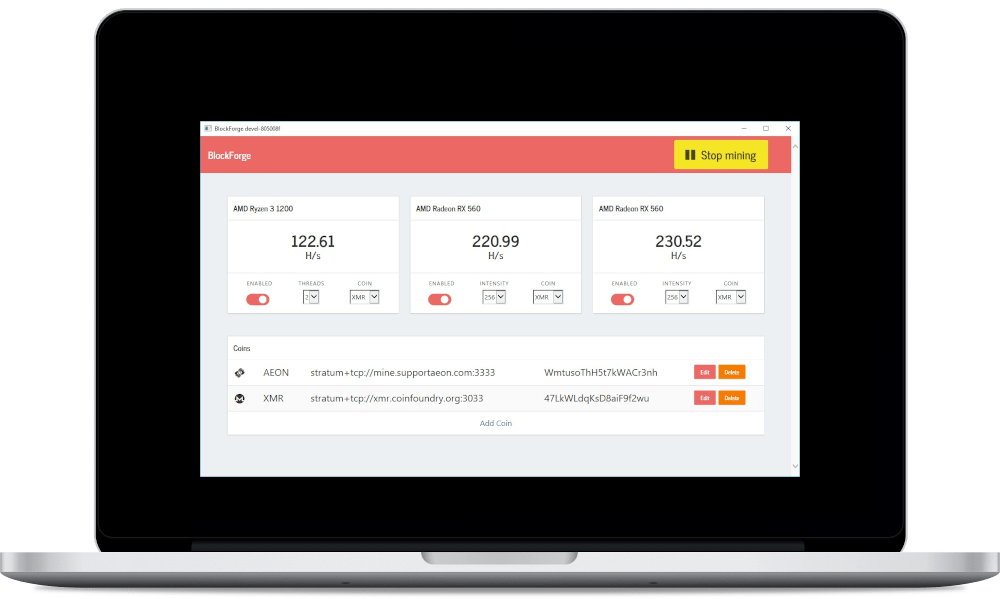 BlockForge devel-805008f
BlockForge
Stop mining
AMD Ryzen 3 1200
122.61
H/s
ENABLED THREADS COIN
2 XMR
AMD Radeon RX 560
220.99
H/s
ENABLED INTENSITY COIN
256 XMR
AMD Radeon RX 560
230.52
H/s
ENABLED INTENSITY COIN
256 XMR
Coins
AEON stratum+tcp://mine.supportaeon.com:3333 WmtusoThH5t7kWACr3nh Edit Delete
XMR stratum+tcp://xmr.coinfoundry.org:3033 47LkWLdqKsD8aiF9f2wu Edit Delete
Add Coin